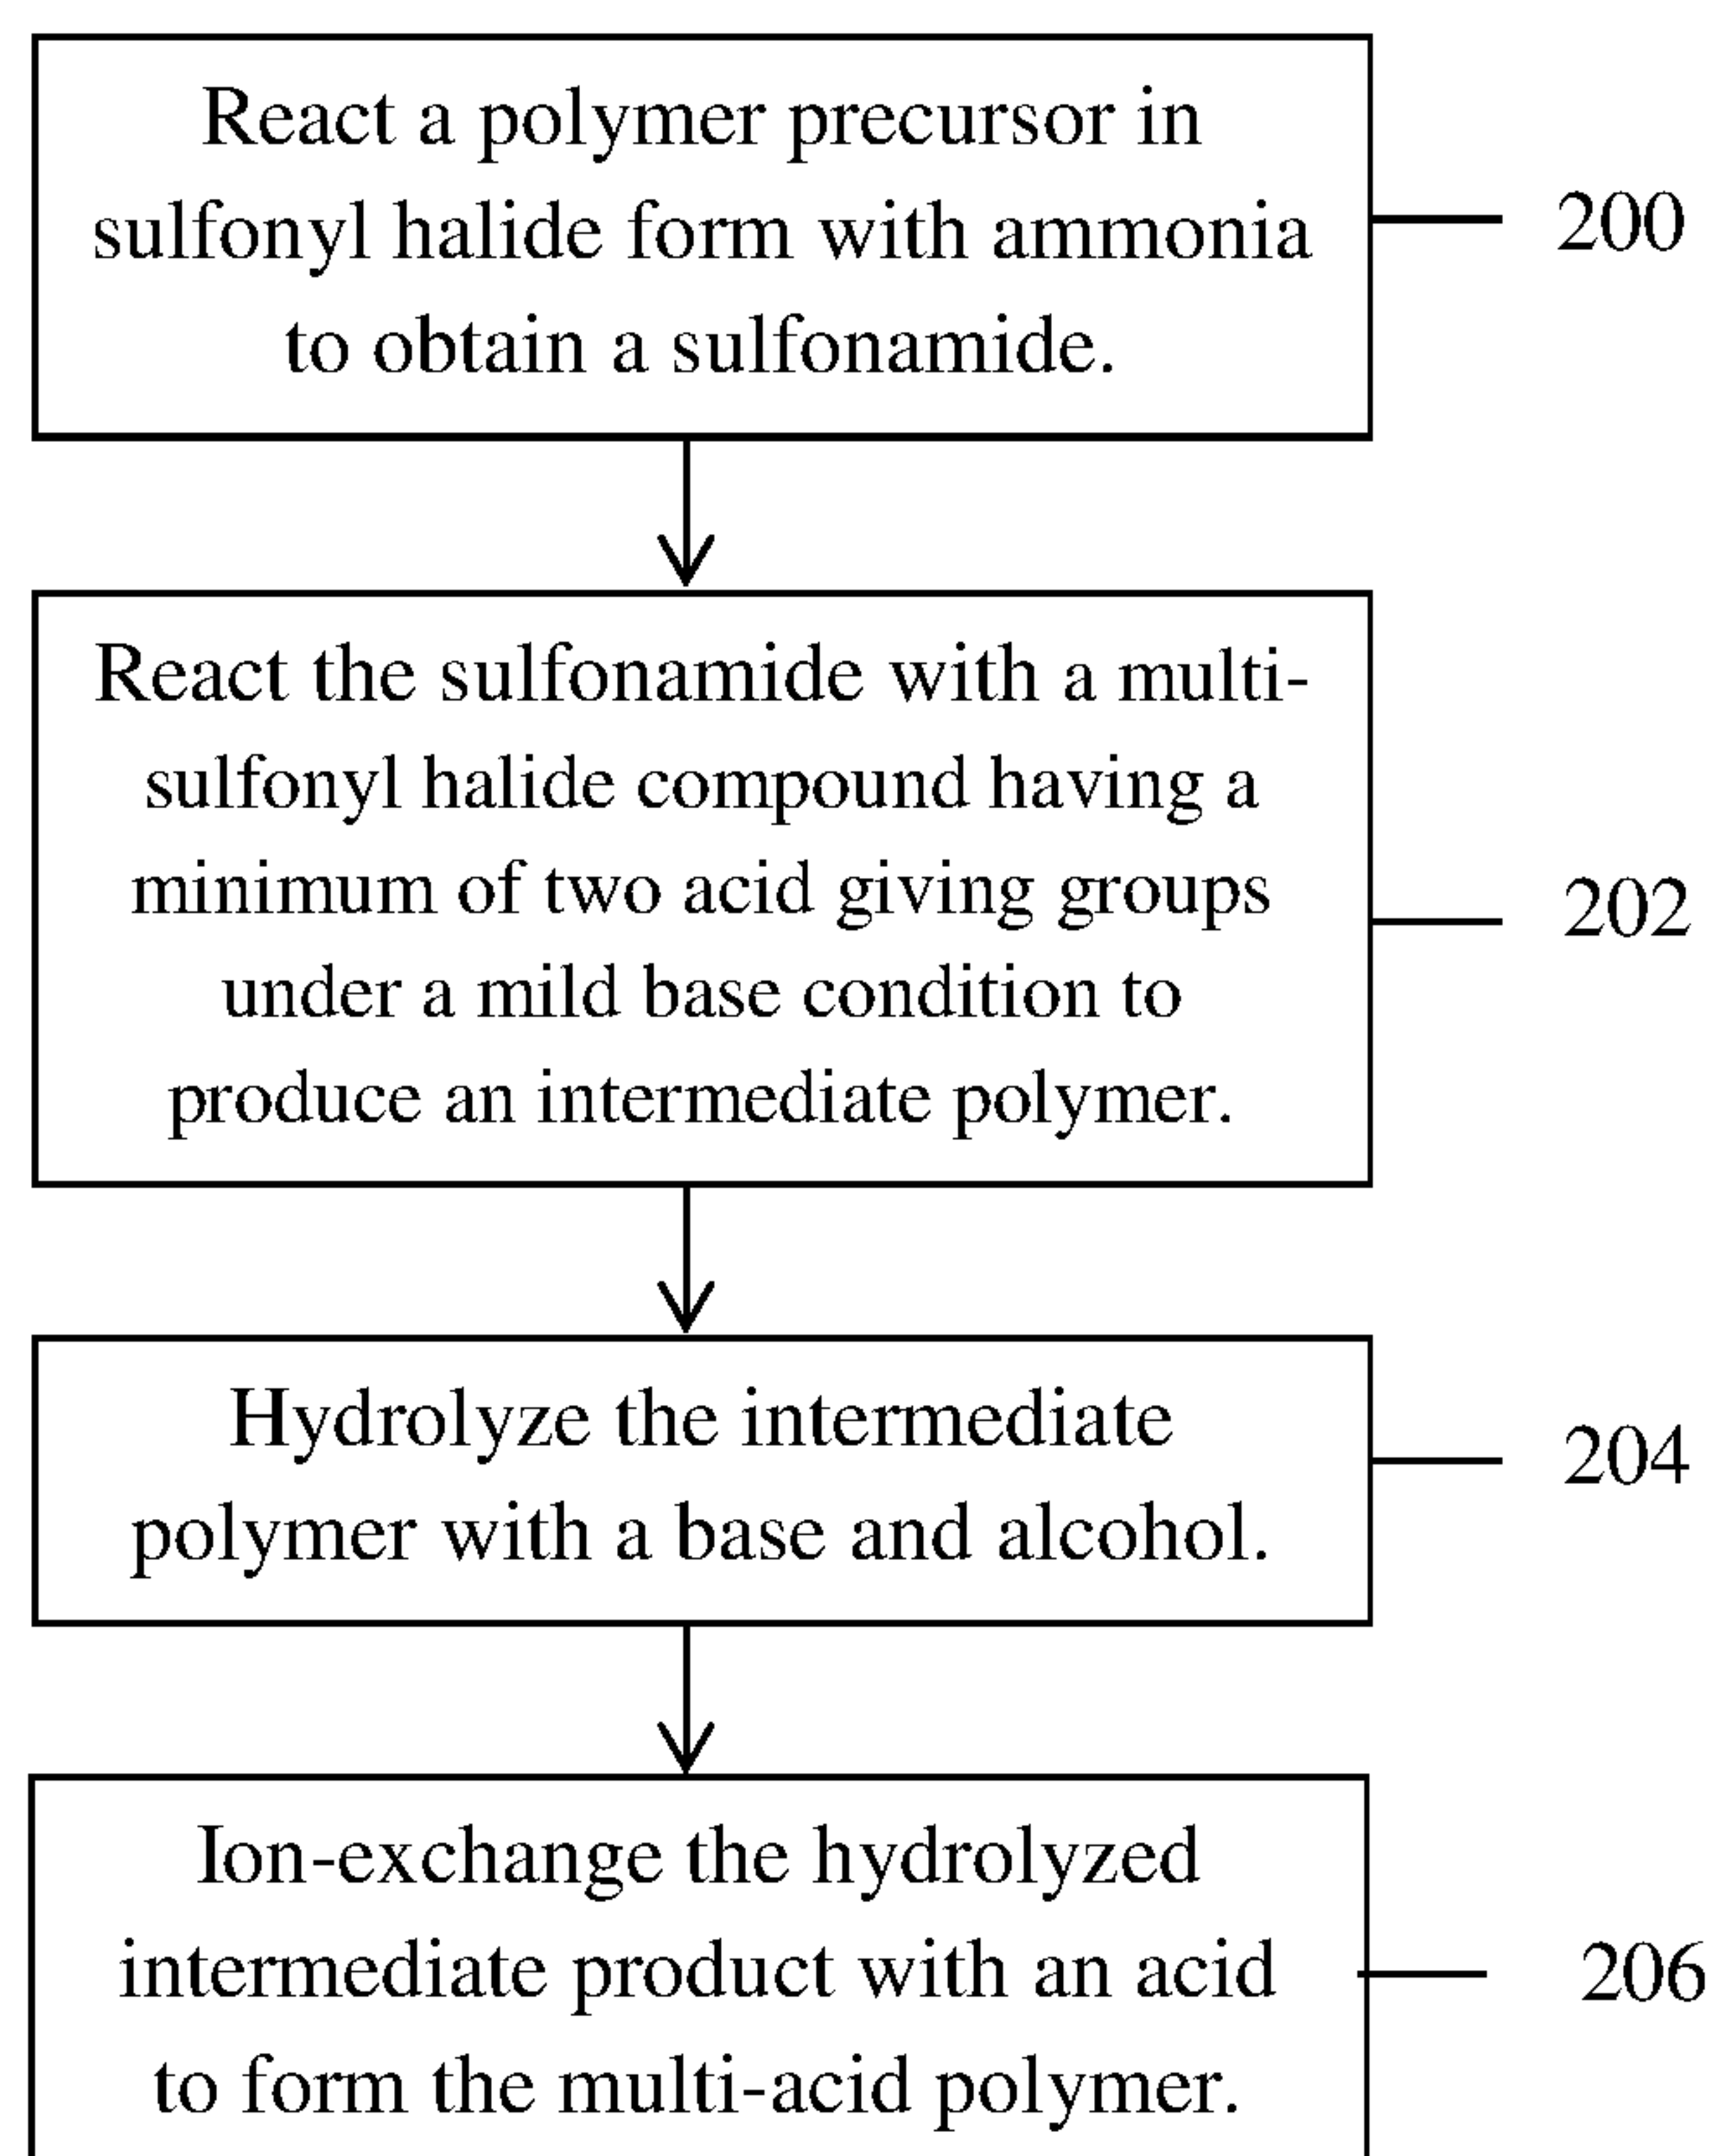 React a polymer precursor in
sulfonyl halide form with ammonia
to obtain a sulfonamide.
200
React the sulfonamide with a multi-
sulfonyl halide compound having a
minimum of two acid giving groups
under a mild base condition to
produce an intermediate polymer.
202
Hydrolyze the intermediate
polymer with a base and alcohol.
204
Ion-exchange the hydrolyzed
intermediate product with an acid
to form the multi-acid polymer.
206